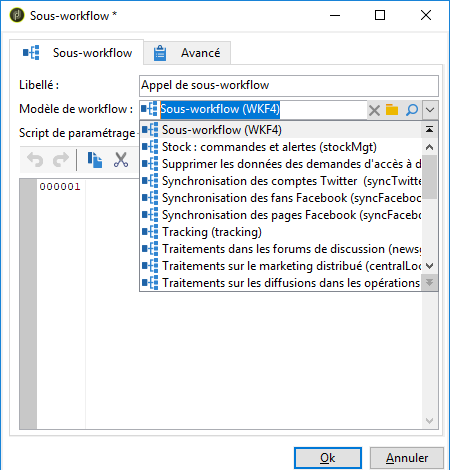 Sous-workflow *
Sous-workflow
Avancé
Libellé :
Appel de sous-workflow
Modèle de workflow :
Sous-workflow (WKF4)
Script de paramétrage
Sous-workflow (WKF4)
Stock : commandes et alertes (stockMgt)
Supprimer les données des demandes d'accès à d
Synchronisation des comptes Twitter (syncTwitte
Synchronisation des fans Facebook (syncFacebo
Synchronisation des pages Facebook (syncFaceb
Tracking (tracking)
Traitements dans les forums de discussion (news
Traitements sur le marketing distribué (centralLoc
Traitements sur les diffusions dans les opérations
000001
Ok
Annuler